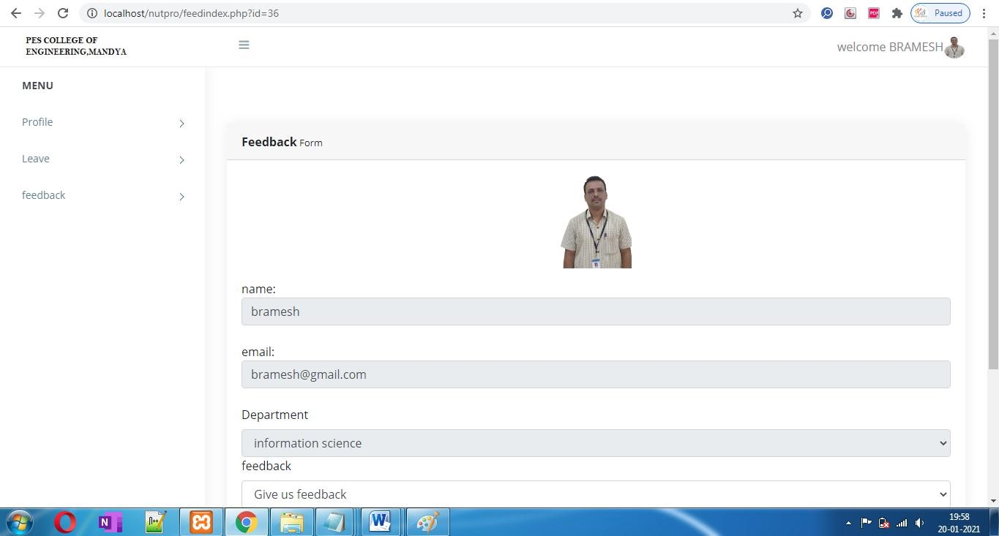 localhost/nutpro/feedindex.php?id=36
Paused
PES COLLEGE OF
ENGINEERING,MANDYA
welcome BRAMESH
MENU
Profile
Leave
feedback
Feedback Form
name:
bramesh
email:
bramesh@gmail.com
Department
information science
feedback
Give us feedback
19:58
20-01-2021